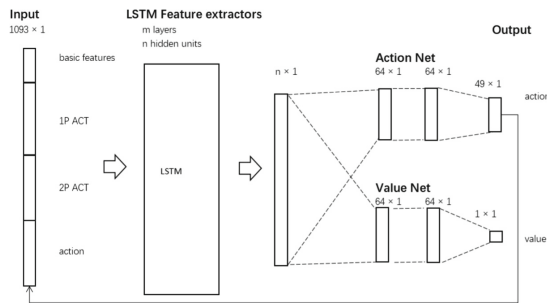 Input
1093 × 1
basic features
1P ACT
2P ACT
action
LSTM Feature extractors
m layers
n hidden units
LSTM
n × 1
Action Net
64 × 1 64 × 1
49 × 1
Value Net
64 × 1 64 × 1
1 × 1
Output
action
value